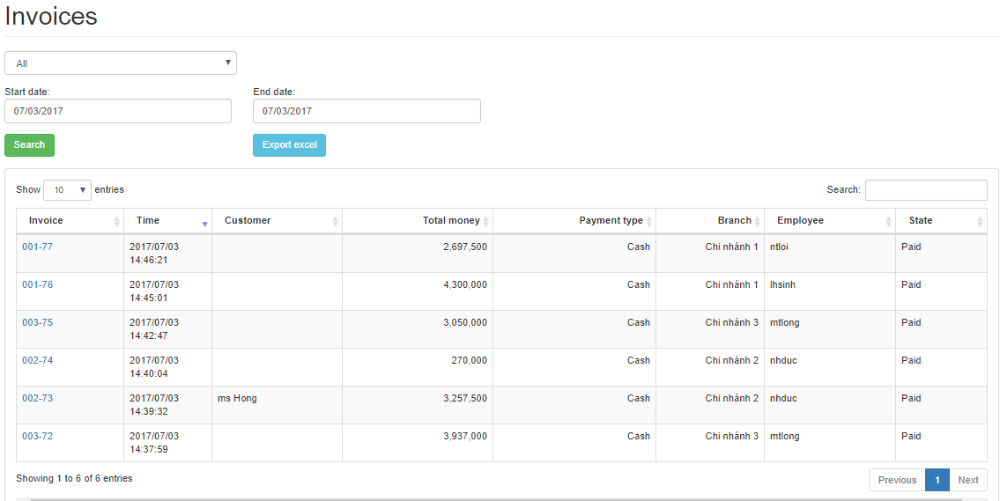 Invoices
All
Start date: End date:
07/03/2017 07/03/2017
Search Export excel
Show 10 entries Search:
Invoice Time Customer Total money Payment type Branch Employee State
001-77 2017/07/03 14:46:21 2,697,500 Cash Chi nhánh 1 ntloi Paid
001-76 2017/07/03 14:45:01 4,300,000 Cash Chi nhánh 1 lhsinh Paid
003-75 2017/07/03 14:42:47 3,050,000 Cash Chi nhánh 3 mtlong Paid
002-74 2017/07/03 14:40:04 270,000 Cash Chi nhánh 2 nhduc Paid
002-73 2017/07/03 14:39:32 ms Hong 3,257,500 Cash Chi nhánh 2 nhduc Paid
003-72 2017/07/03 14:37:59 3,937,000 Cash Chi nhánh 3 mtlong Paid
Showing 1 to 6 of 6 entries Previous 1 Next